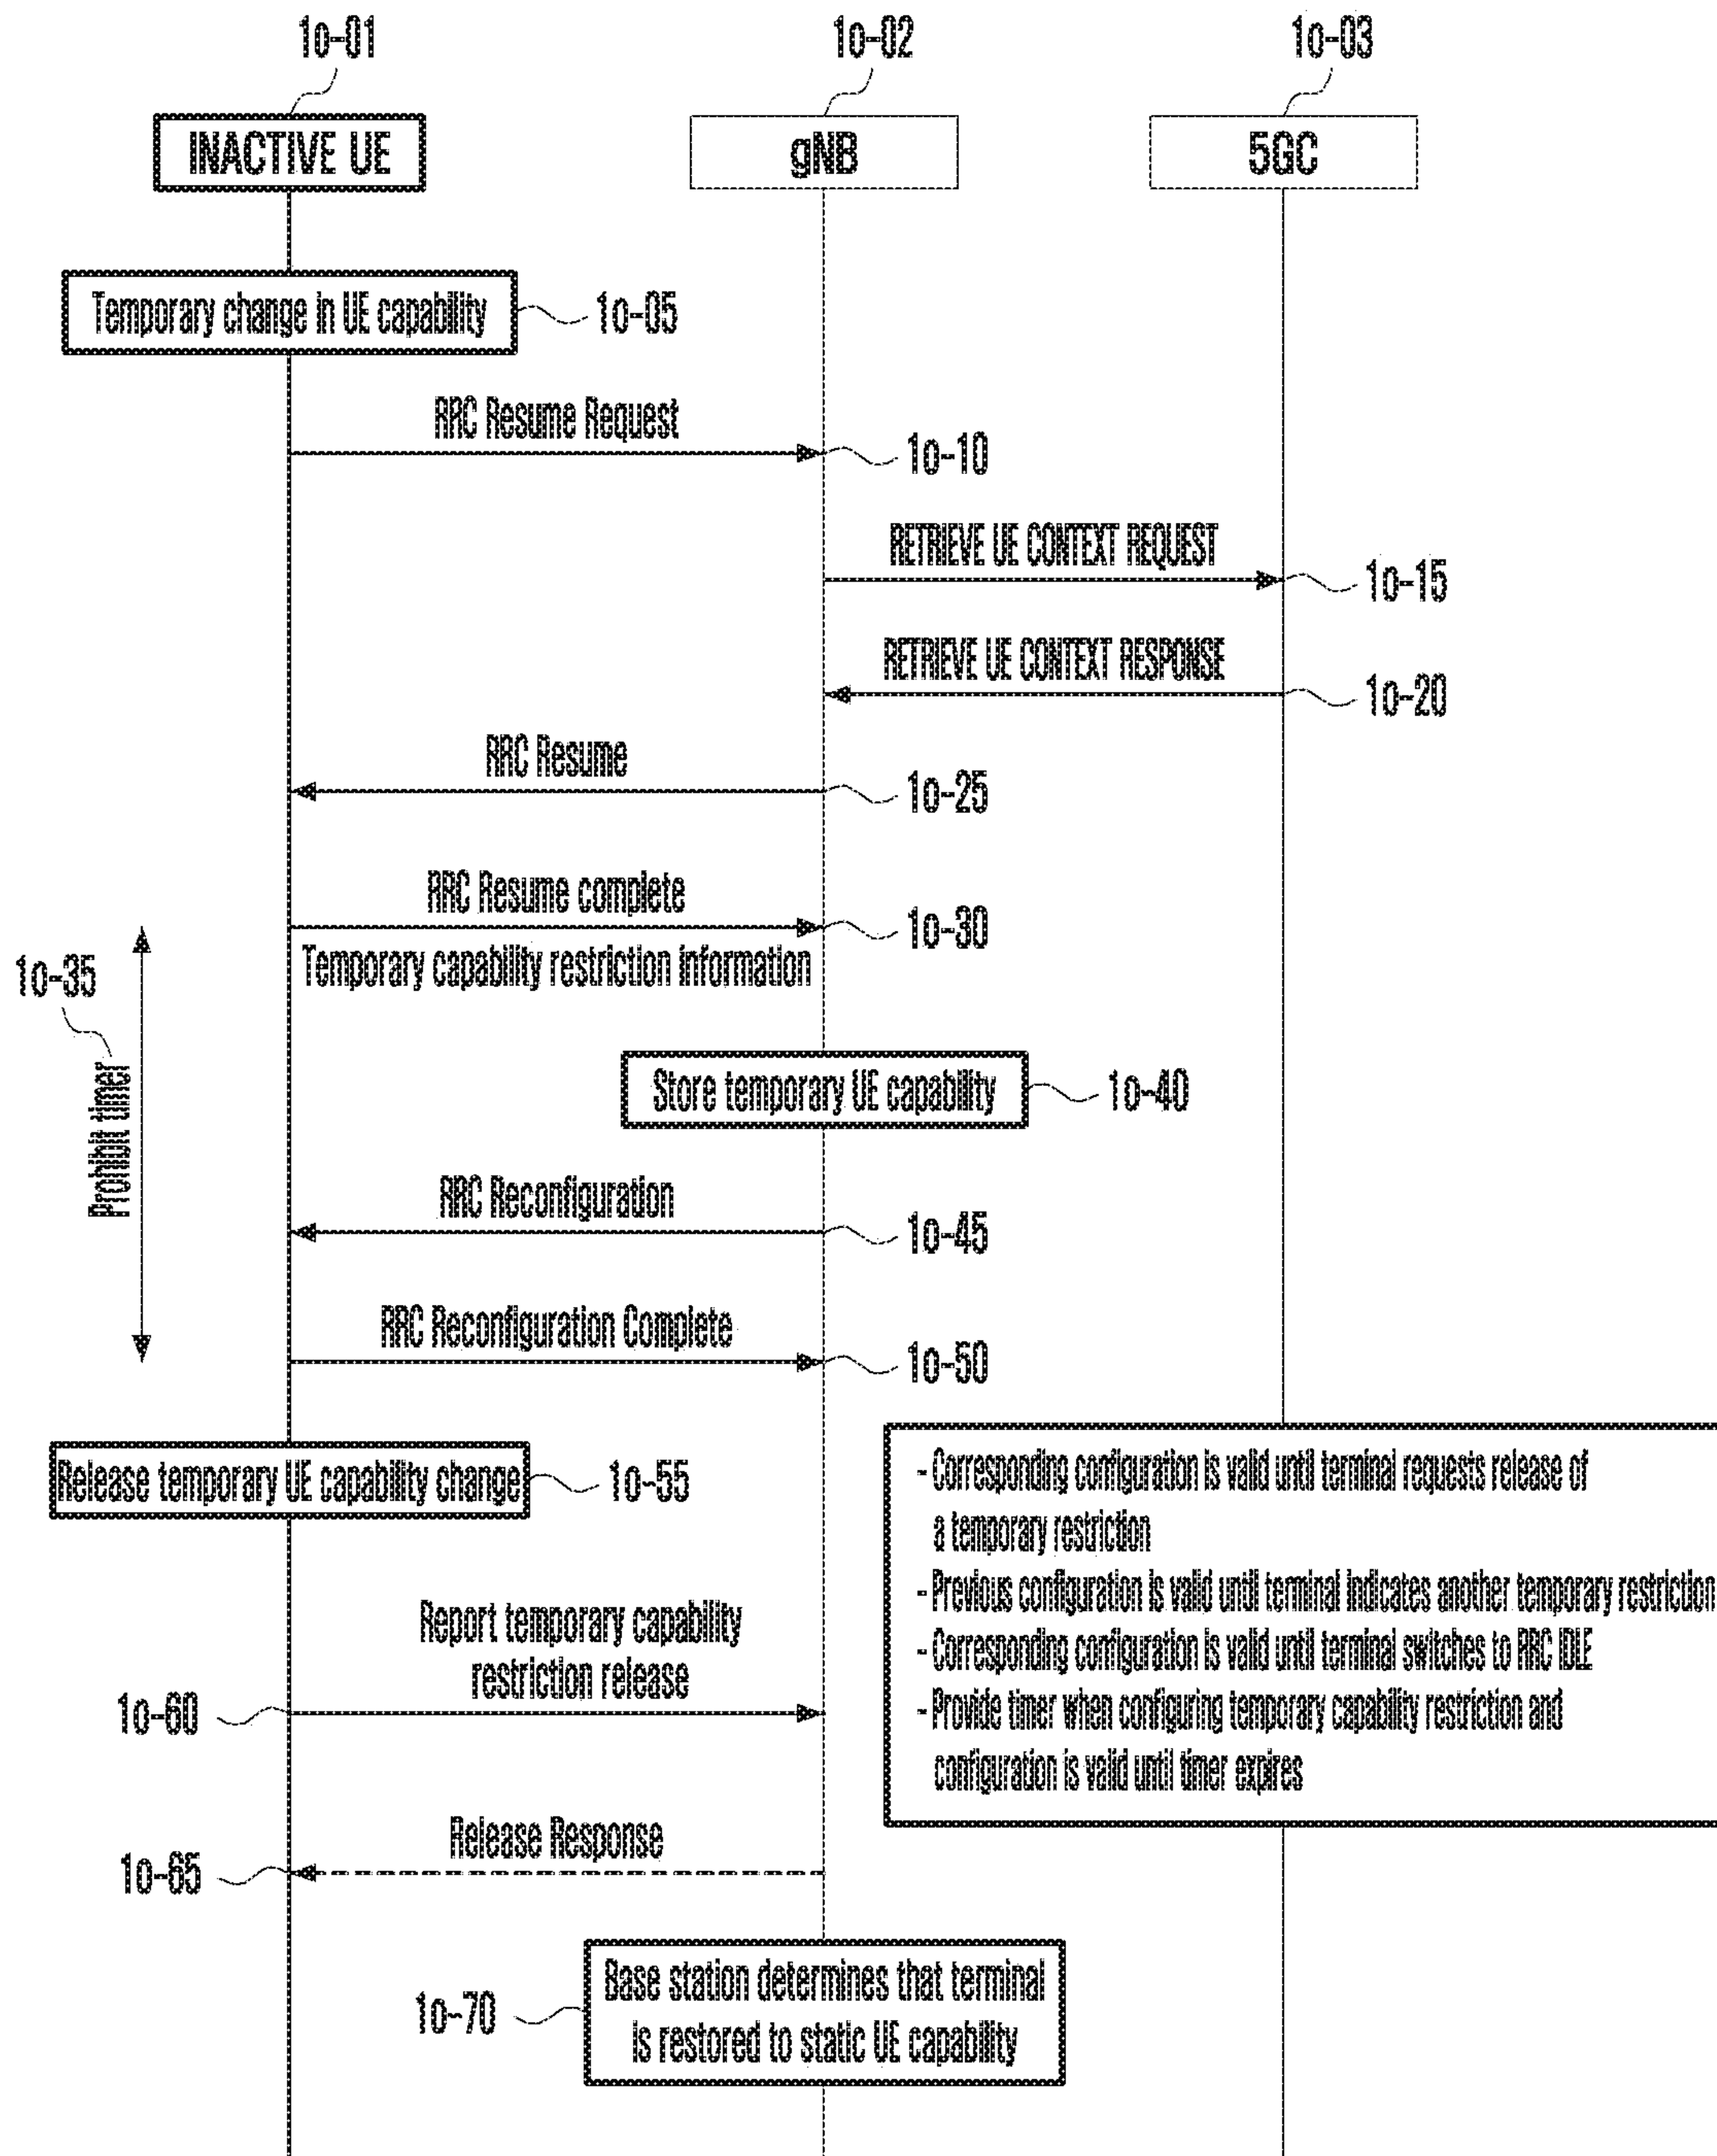 1o-01
1o-02
1o-03
INACTIVE UE
gNB
5GC
Temporary change in UE capability
1o-05
RRC Resume Request
1o-10
RETRIEVE UE CONTEXT REQUEST
1o-15
RETRIEVE UE CONTEXT RESPONSE
1o-20
RRC Resume
1o-25
RRC Resume complete
1o-30
Temporary capability restriction information
1o-35
Prohibit timer
Store temporary UE capability
1o-40
RRC Reconfiguration
1o-45
RRC Reconfiguration Complete
1o-50
Release temporary UE capability change
1o-55
- Corresponding configuration is valid until terminal requests release of
a temporary restriction
- Previous configuration is valid until terminal indicates another temporary restriction
- Corresponding configuration is valid until terminal switches to RRC IDLE
- Provide timer when configuring temporary capability restriction and
configuration is valid until timer expires
Report temporary capability
restriction release
1o-60
Release Response
1o-65
Base station determines that terminal
is restored to static UE capability
1o-70